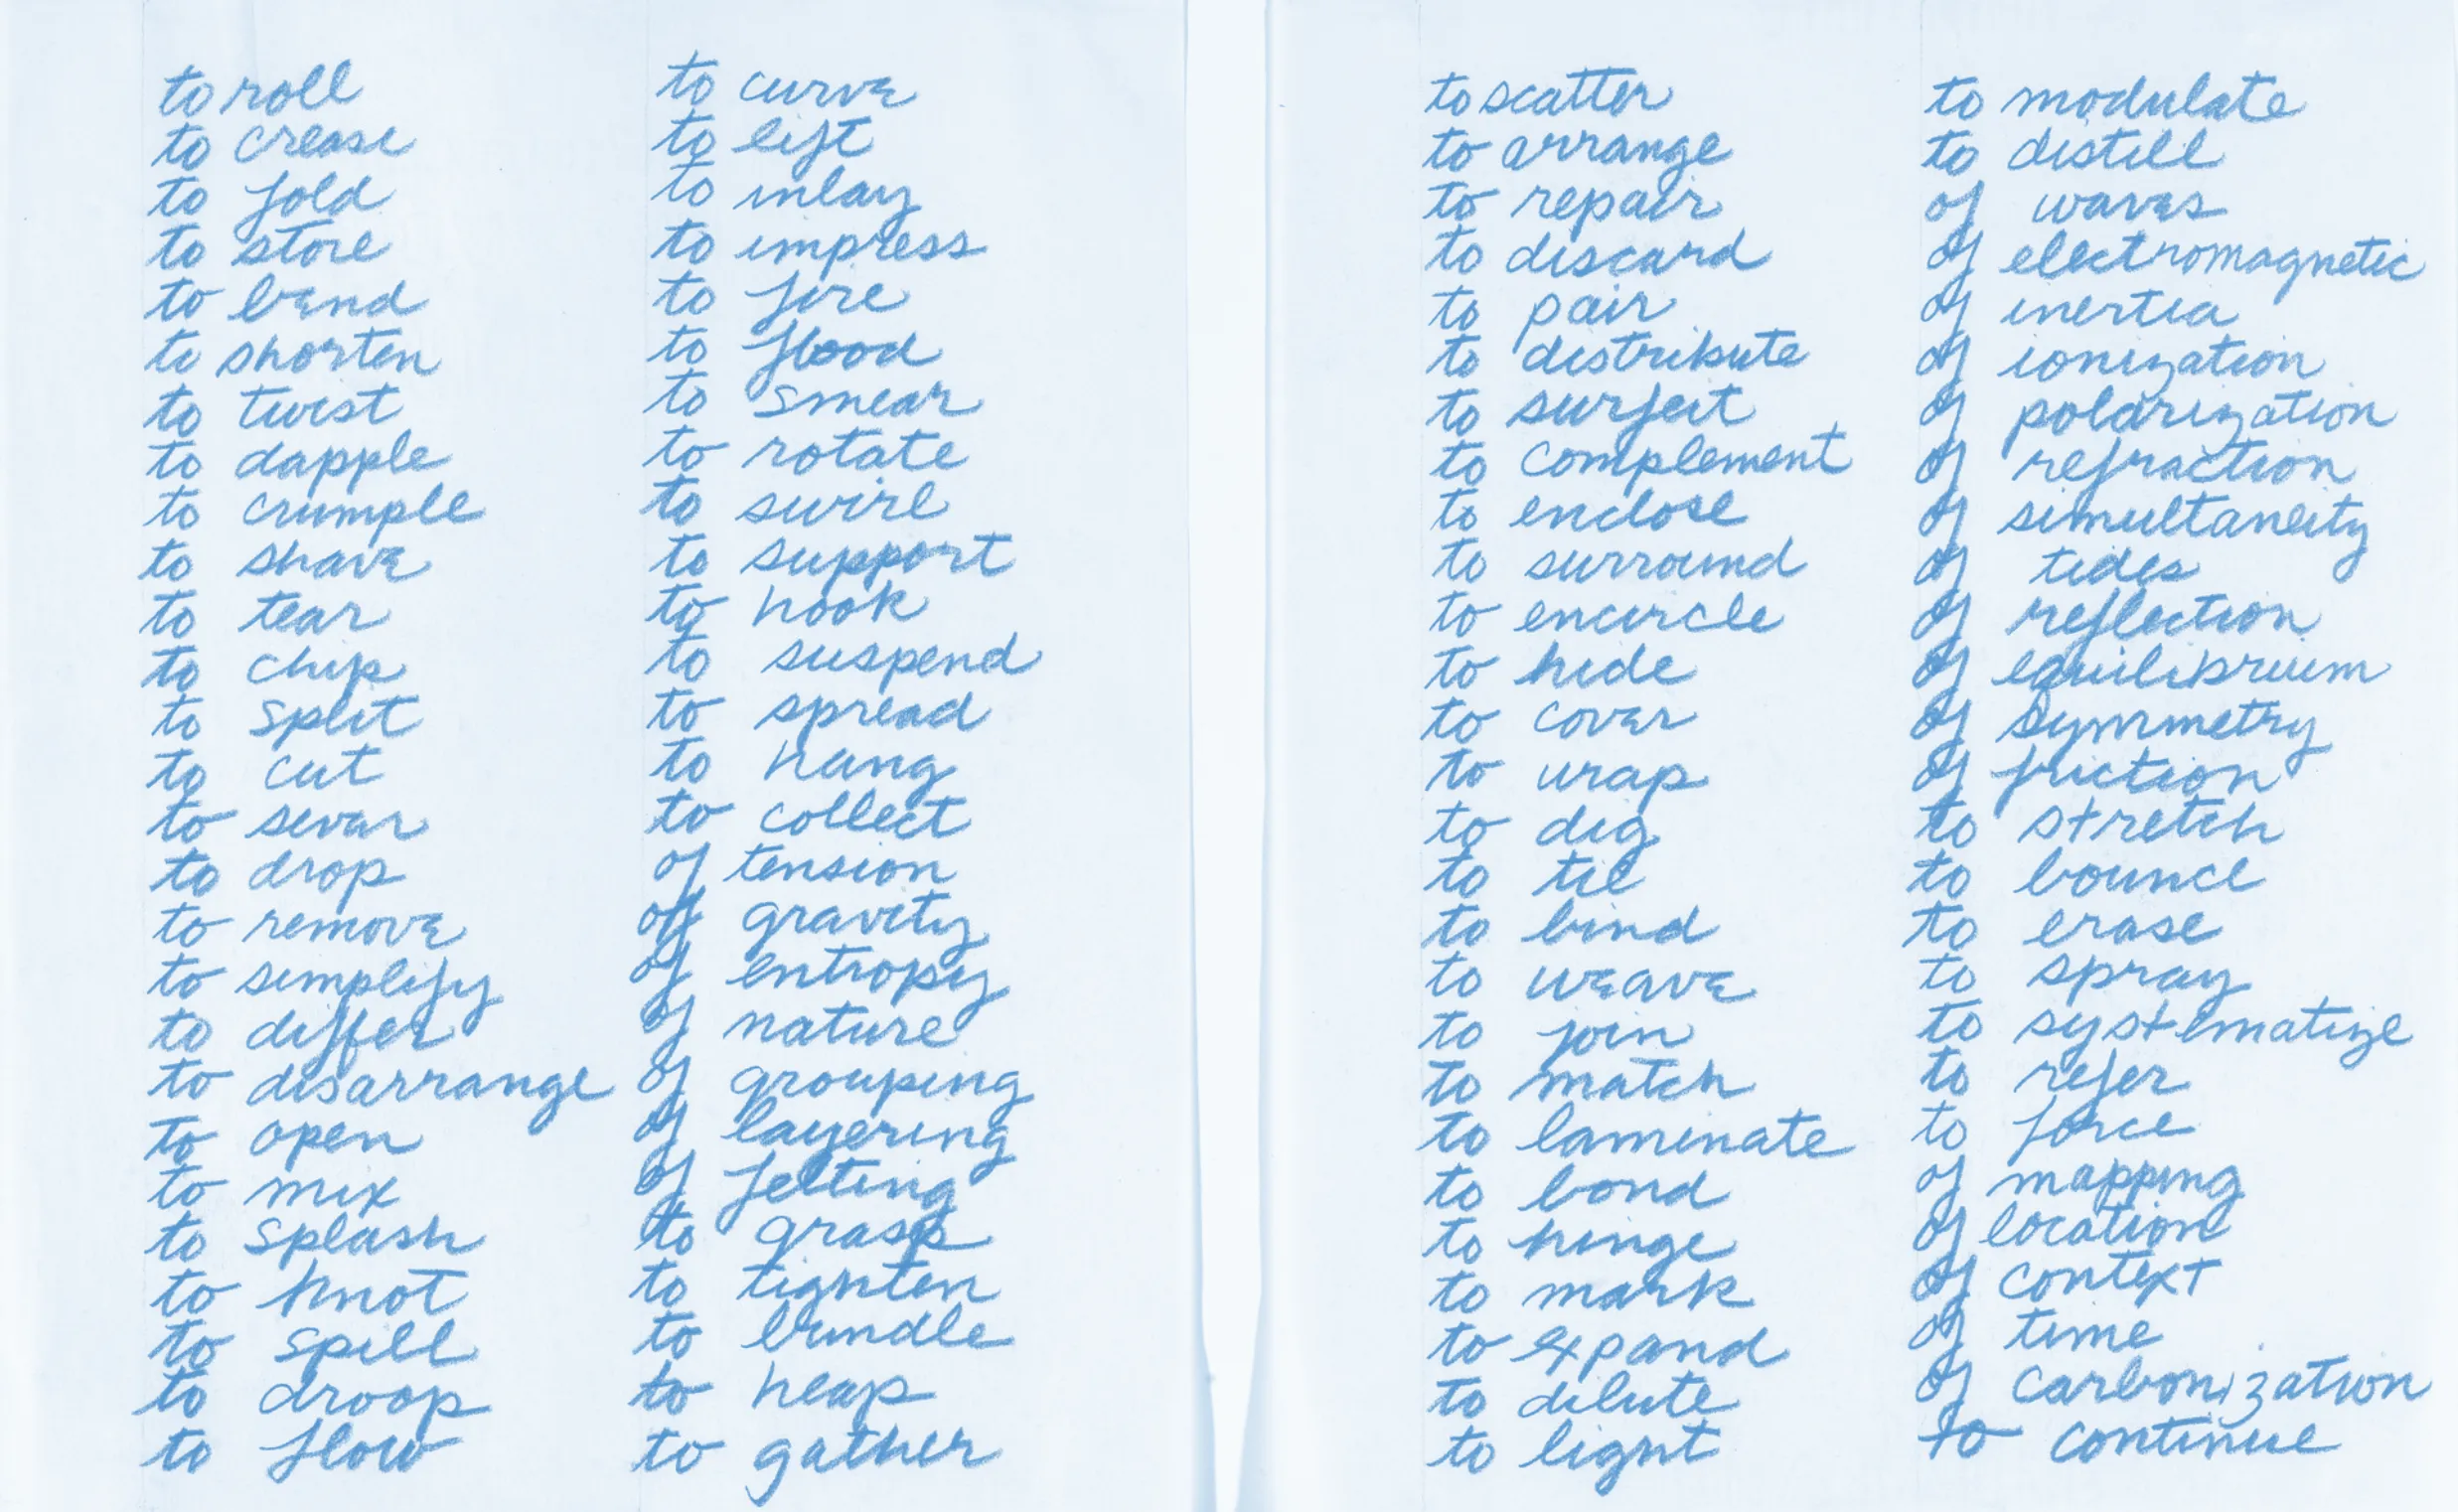 to roll
to crease
to fold
to store
to bend
to shorten
to twist
to dapple
to crumple
to shave
to tear
to chip
to split
to cut
to sever
to drop
to remove
to simplify
to differ
to disarrange
to open
to mix
to splash
to knot
to spill
to droop
to flow
to curve
to lift
to inlay
to impress
to fire
to flood
to smear
to rotate
to swirl
to support
to hook
to suspend
to spread
to hang
to collect
of tension
of gravity
of entropy
of nature
of grouping
of layering
of felting
to grasp
to tighten
to bundle
to heap
to gather
to scatter
to arrange
to repair
to discard
to pair
to distribute
to surfeit
to complement
to enclose
to surround
to encircle
to hide
to cover
to wrap
to dig
to tie
to bind
to weave
to join
to match
to laminate
to bond
to hinge
to mark
to expand
to dilute
to light
to modulate
to distill
of waves
of electromagnetic
of inertia
of ionization
of polarization
of refraction
of simultaneity
of tides
of reflection
of equilibrium
of symmetry
of friction
to stretch
to bounce
to erase
to spray
to systematize
to refer
to force
of mapping
of location
of context
of time
of carbonization
to continue